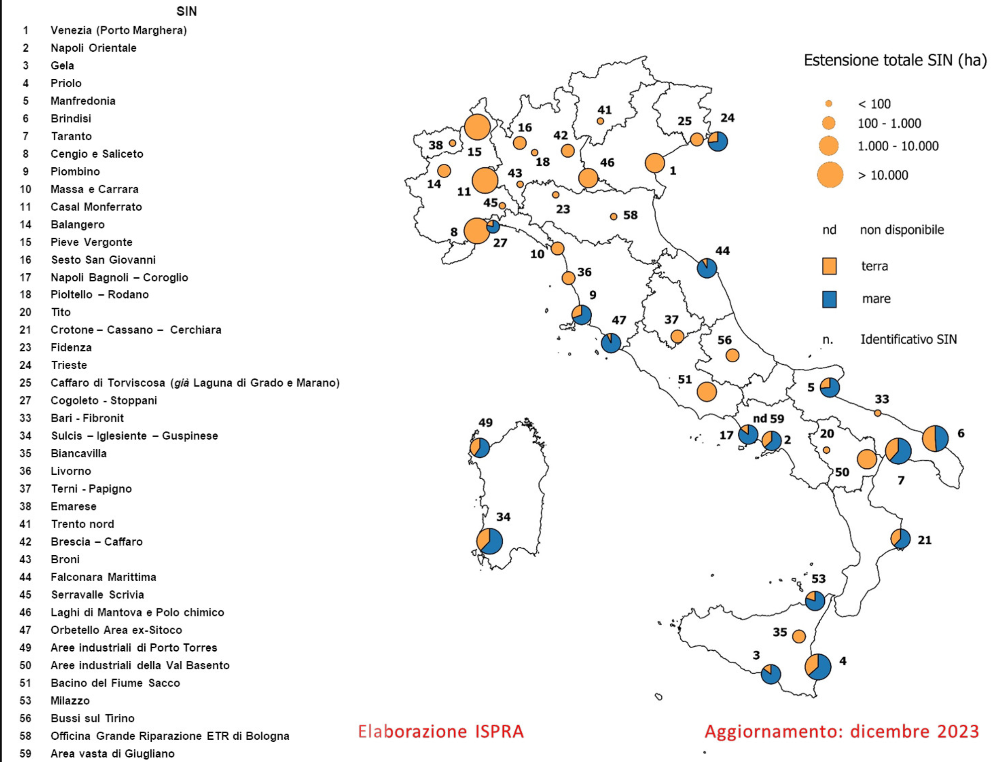 SIN
1 Venezia (Porto Marghera)
2 Napoli Orientale
3 Gela
4 Priolo
5 Manfredonia
6 Brindisi
7 Taranto
8 Cengio e Saliceto
9 Piombino
10 Massa e Carrara
11 Casal Monferrato
14 Balangero
15 Pieve Vergonte
16 Sesto San Giovanni
17 Napoli Bagnoli – Coroglio
18 Pioltello – Rodano
20 Tito
21 Crotone – Cassano – Cerchiara
23 Fidenza
24 Trieste
25 Caffaro di Torviscosa (già Laguna di Grado e Marano)
27 Cogoleto - Stoppani
33 Bari - Fibronit
34 Sulcis – Iglesiente – Guspinese
35 Biancavilla
36 Livorno
37 Terni - Papigno
38 Emarese
41 Trento nord
42 Brescia – Caffaro
43 Broni
44 Falconara Marittima
45 Serravalle Scrivia
46 Laghi di Mantova e Polo chimico
47 Orbetello Area ex-Sitoco
49 Aree industriali di Porto Torres
50 Aree industriali della Val Basento
51 Bacino del Fiume Sacco
53 Milazzo
56 Bussi sul Tirino
58 Officina Grande Riparazione ETR di Bologna
59 Area vasta di Giugliano
41
25
24
16
42
38
15
18
46
1
43
14
11
45
23
58
8
27
10
44
36
9
47
37
56
51
5
33
nd 59
17
2
20
6
50
7
49
34
21
53
35
3
4
Estensione totale SIN (ha)
< 100
100 - 1.000
1.000 - 10.000
> 10.000
nd non disponibile
terra
mare
n. Identificativo SIN
Elaborazione ISPRA
Aggiornamento: dicembre 2023